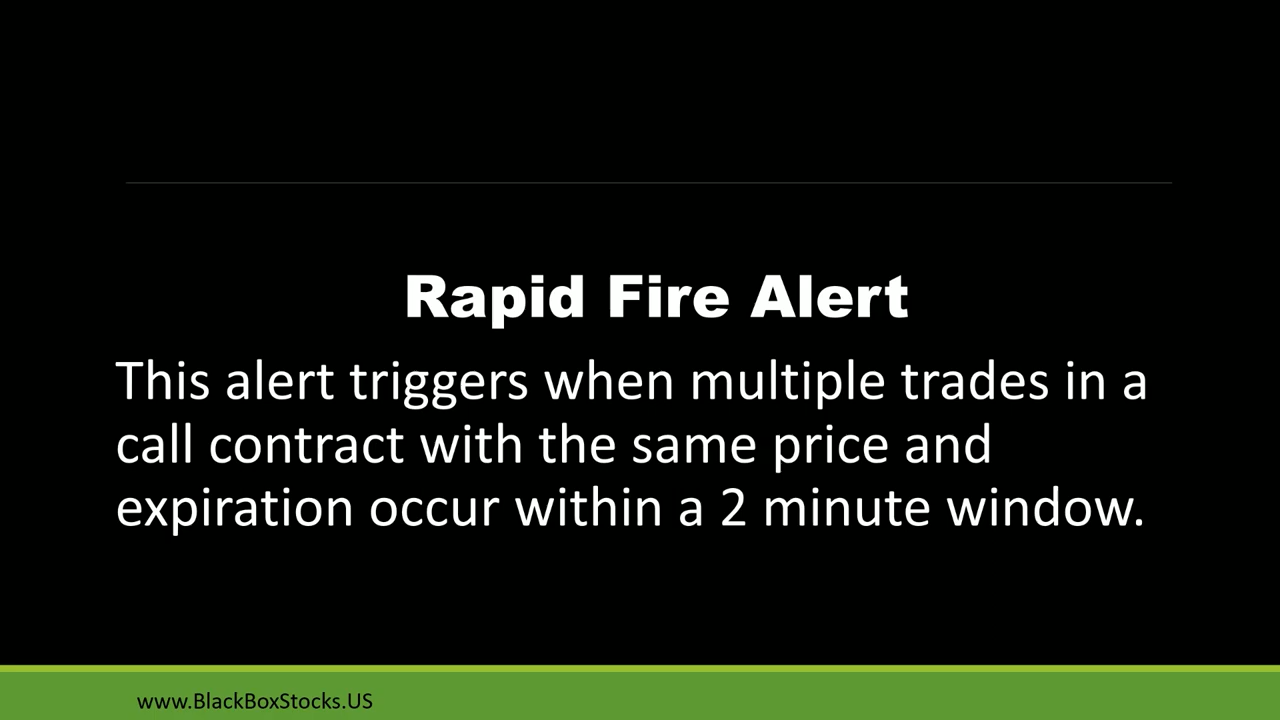 Rapid Fire Alert
This alert triggers when multiple trades in a
call contract with the same price and
expiration occur within a 2 minute window.
www.BlackBoxStocks.US